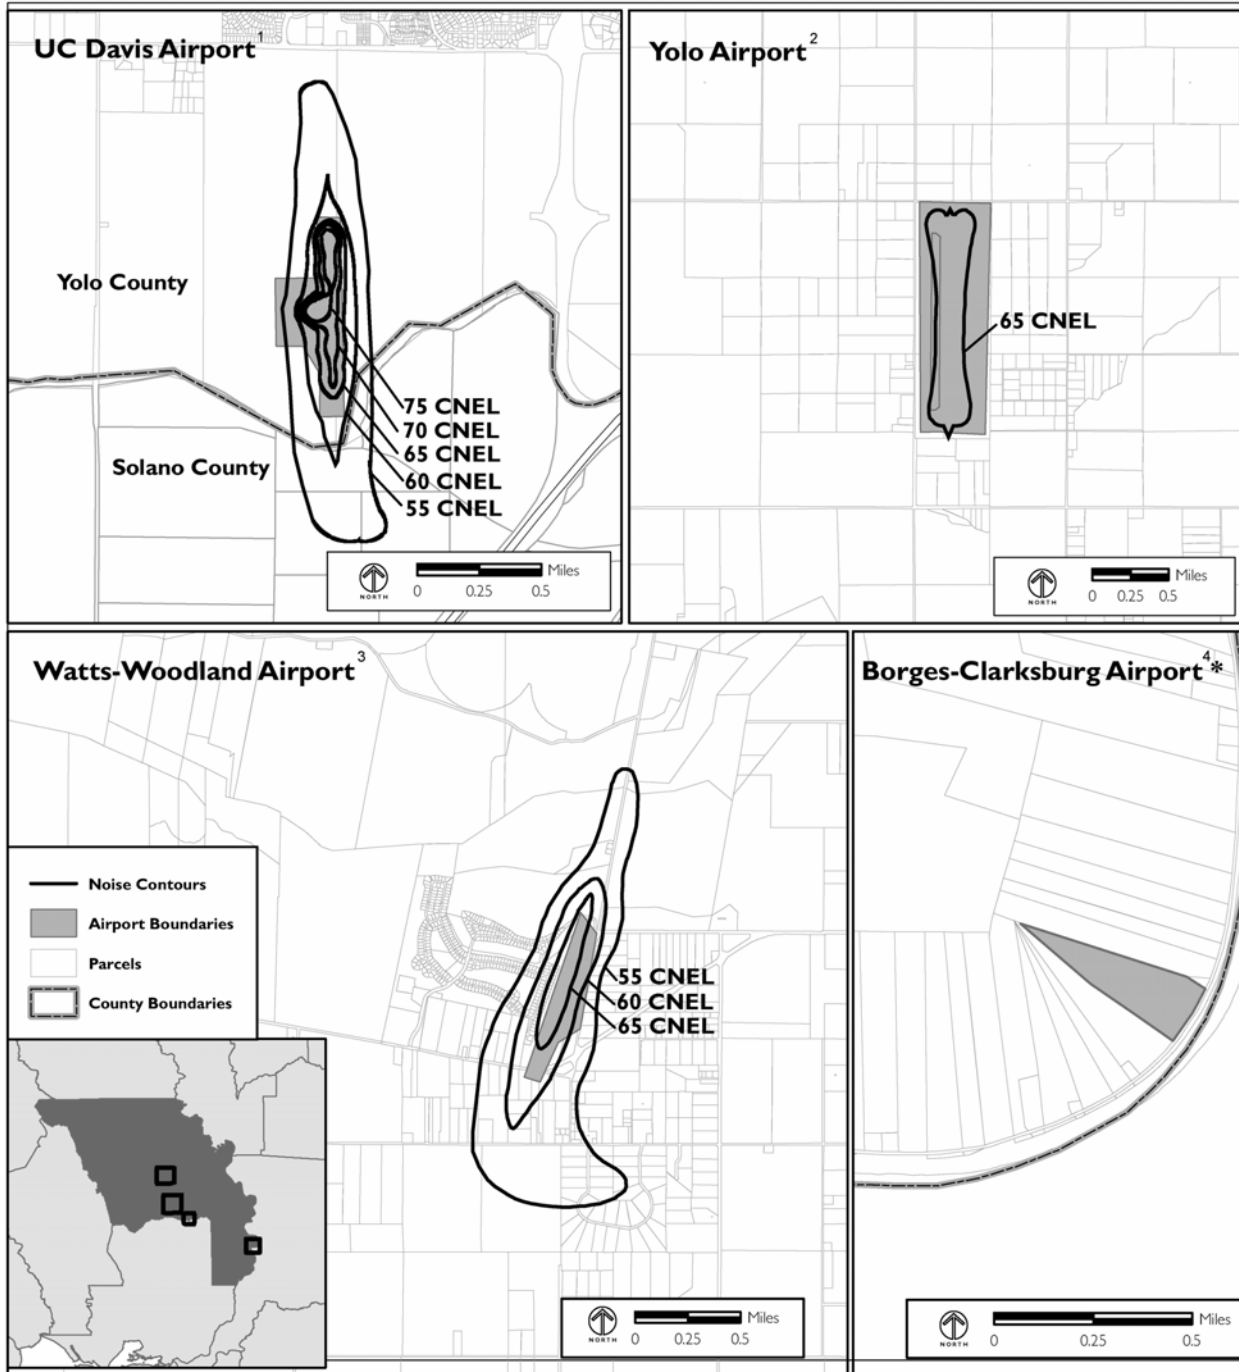 UC Davis Airport1
Yolo County
Solano County
75 CNEL
70 CNEL
65 CNEL
60 CNEL
55 CNEL
NORTH
0 0.25 0.5 Miles
Yolo Airport2
65 CNEL
NORTH
0 0.25 0.5 Miles
Watts-Woodland Airport3
55 CNEL
60 CNEL
65 CNEL
Noise Contours
Airport Boundaries
Parcels
County Boundaries
NORTH
0 0.25 0.5 Miles
Borges-Clarksburg Airport4*
NORTH
0 0.25 0.5 Miles